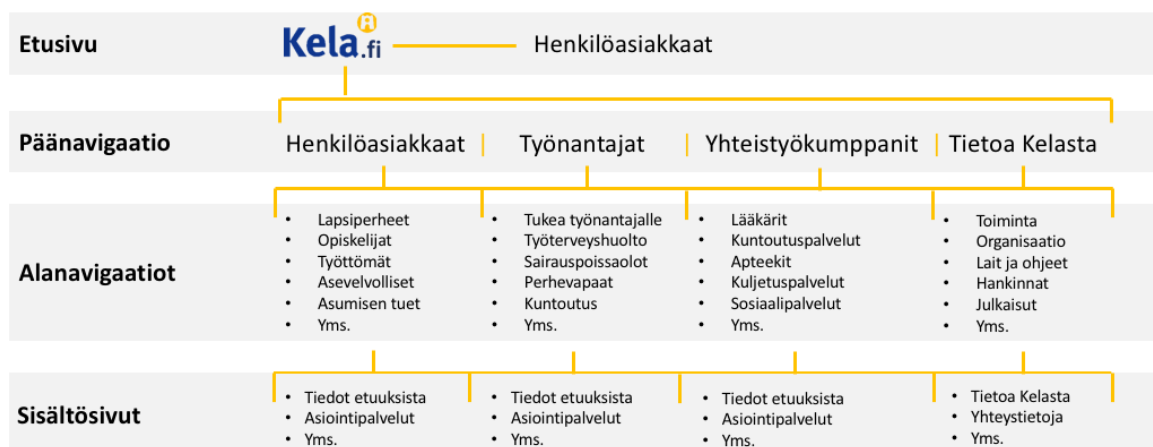 Etusivu
Kela.fi
Henkilöasiakkaat
Päänavigaatio
Henkilöasiakkaat | Työnantajat | Yhteistyökumppanit | Tietoa Kelasta
Alanavigaatiot
• Lapsiperheet
• Opiskelijat
• Työttömät
• Asevelvolliset
• Asumisen tuet
• Yms.
• Tukea työnantajalle
• Työterveyshuolto
• Sairauspoissaolot
• Perhevapaat
• Kuntoutus
• Yms.
• Lääkärit
• Kuntoutuspalvelut
• Apteekit
• Kuljetuspalvelut
• Sosiaalipalvelut
• Yms.
• Toiminta
• Organisaatio
• Lait ja ohjeet
• Hankinnat
• Julkaisut
• Yms.
Sisältösivut
• Tiedot etuuksista
• Asiointipalvelut
• Yms.
• Tiedot etuuksista
• Asiointipalvelut
• Yms.
• Tiedot etuuksista
• Asiointipalvelut
• Yms.
• Tietoa Kelasta
• Yhteystietoja
• Yms.